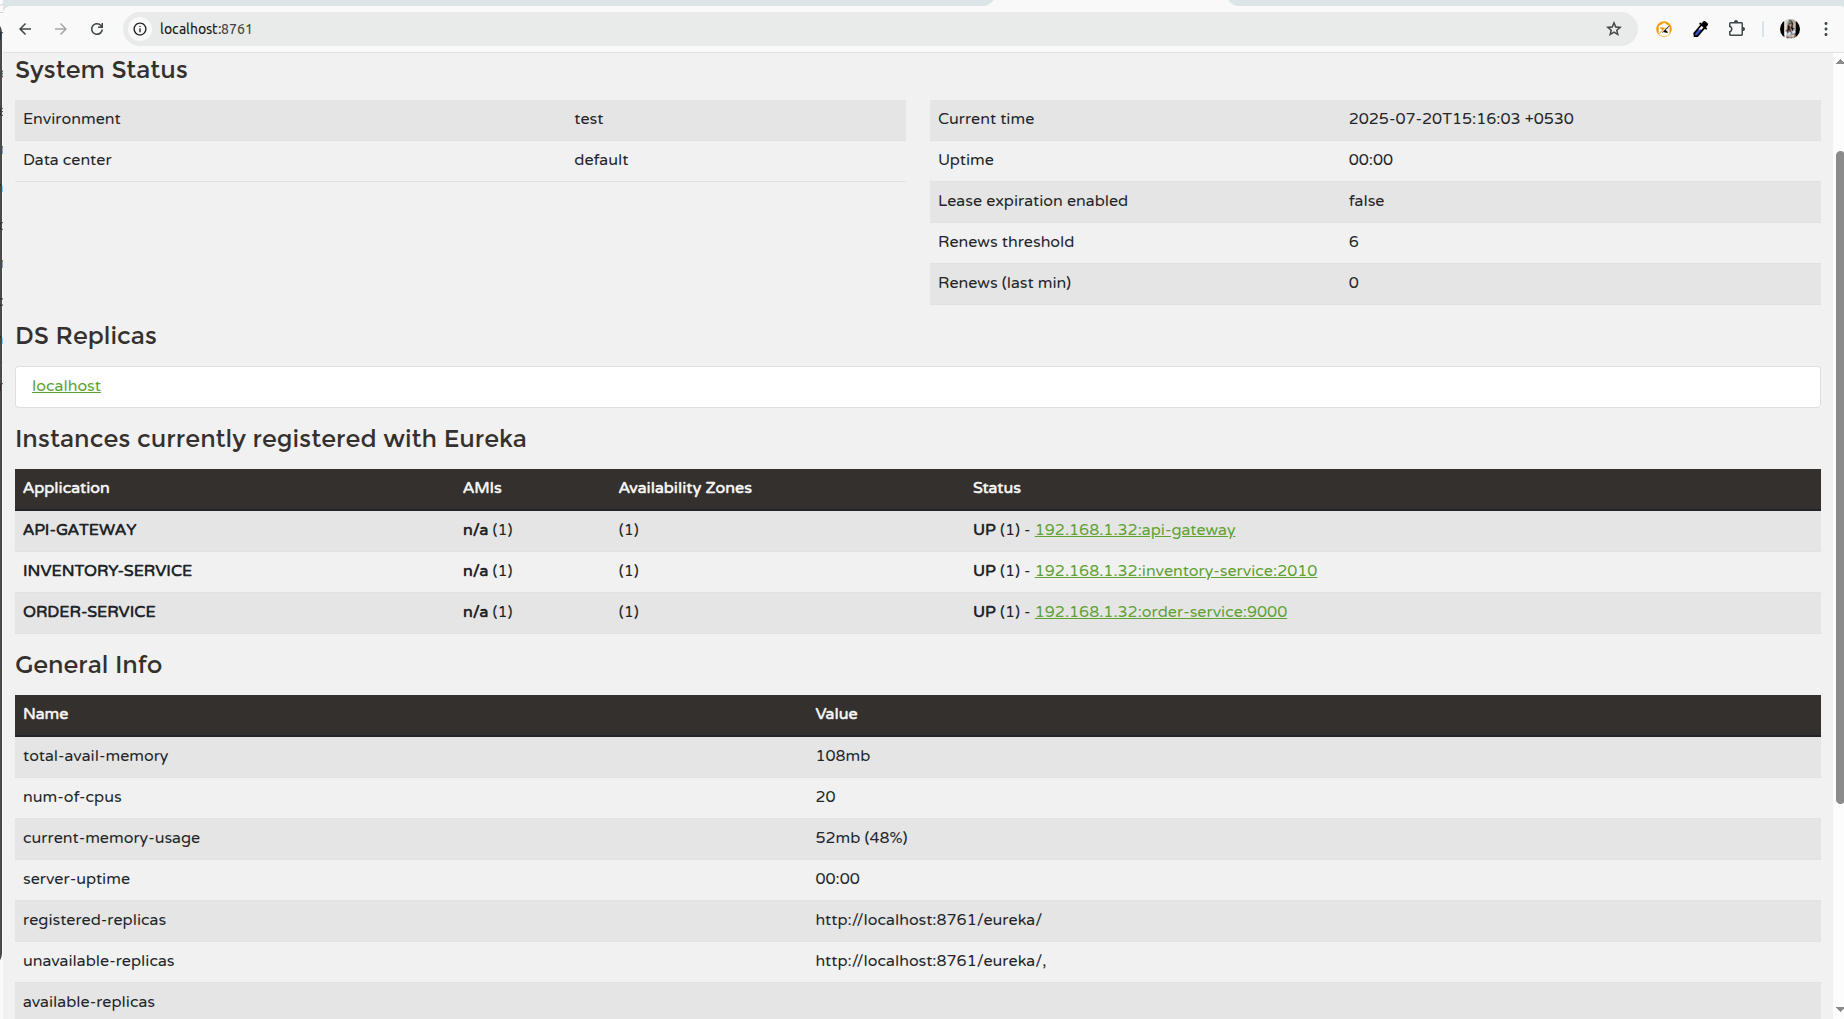 localhost:8761
System Status
Environment test
Data center default
Current time 2025-07-20T15:16:03 +0530
Uptime 00:00
Lease expiration enabled false
Renews threshold 6
Renews (last min) 0
DS Replicas
localhost
Instances currently registered with Eureka
Application AMIs Availability Zones Status
API-GATEWAY n/a (1) (1) UP (1) - 192.168.1.32:api-gateway
INVENTORY-SERVICE n/a (1) (1) UP (1) - 192.168.1.32:inventory-service:2010
ORDER-SERVICE n/a (1) (1) UP (1) - 192.168.1.32:order-service:9000
General Info
Name Value
total-avail-memory 108mb
num-of-cpus 20
current-memory-usage 52mb (48%)
server-uptime 00:00
registered-replicas http://localhost:8761/eureka/
unavailable-replicas http://localhost:8761/eureka/,
available-replicas